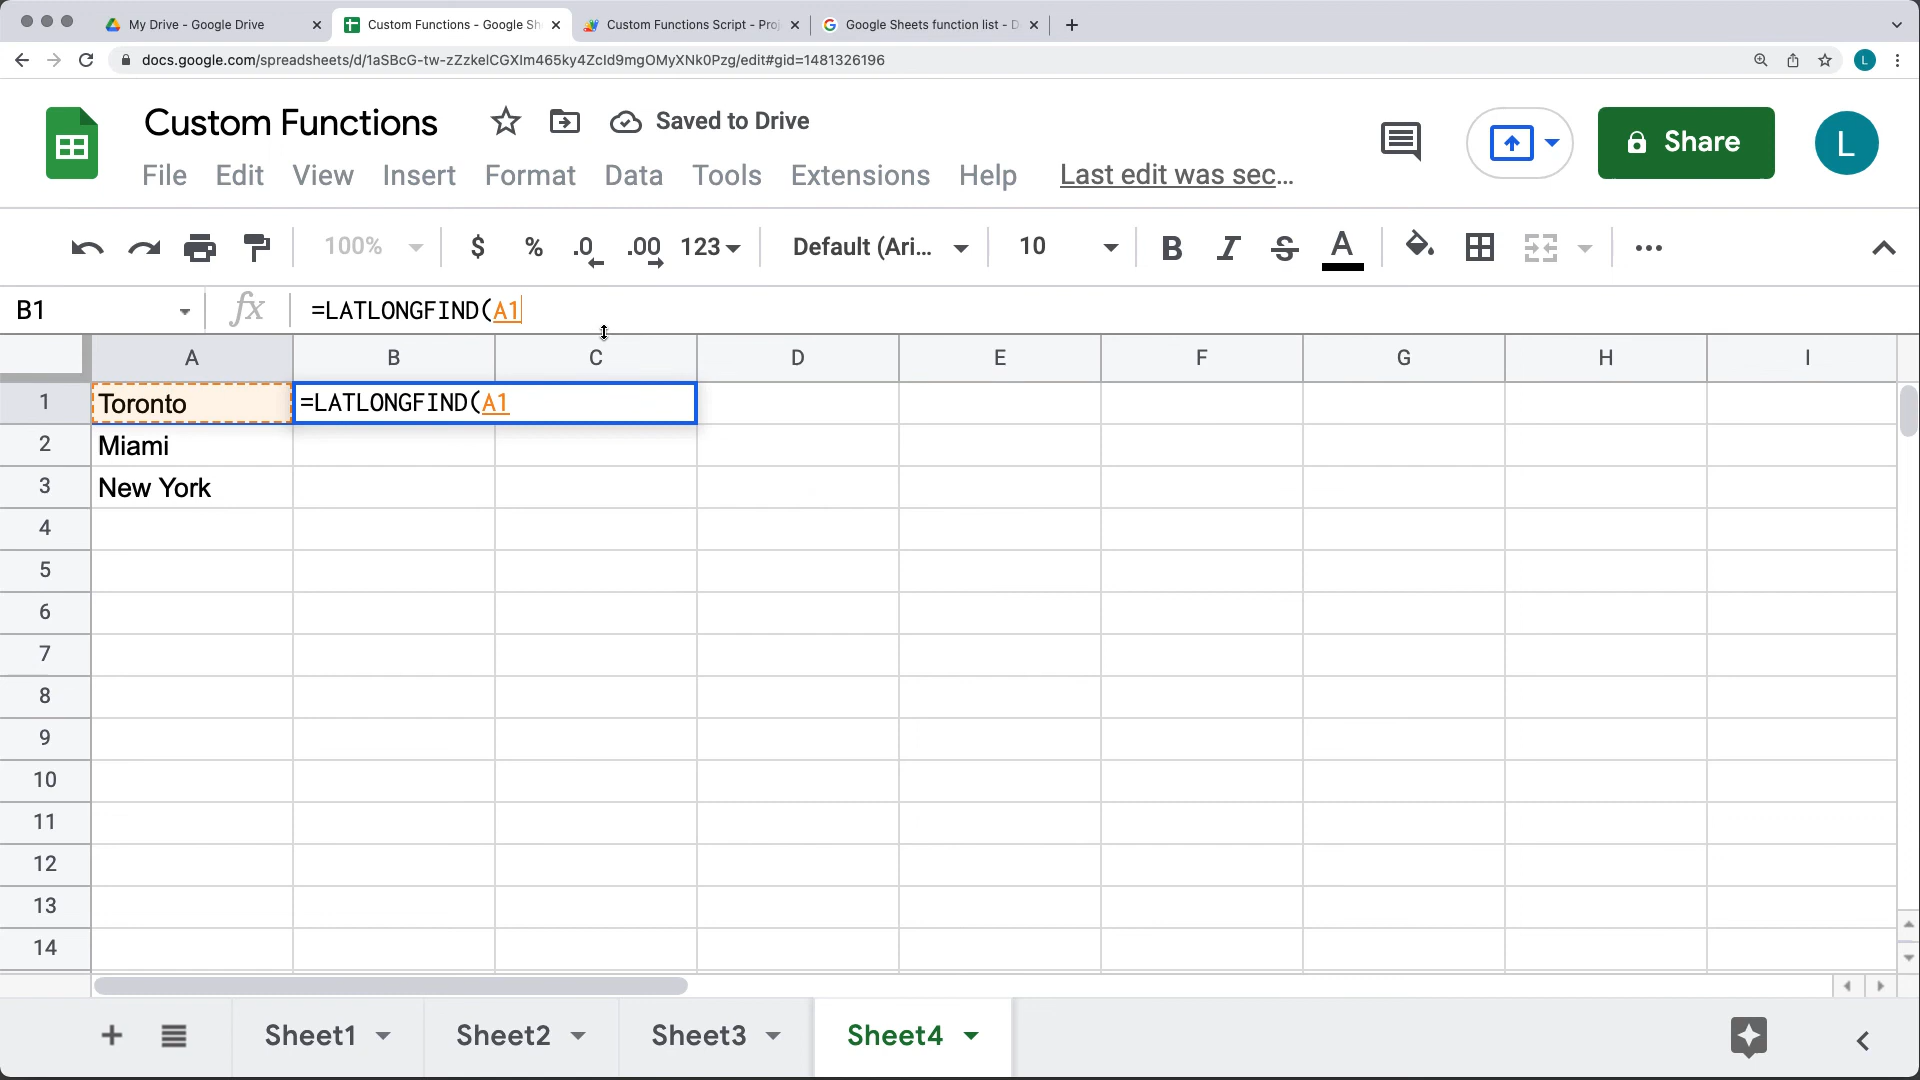 My Drive - Google Drive
Custom Functions - Google Sh
Custom Functions Script - Proj
Google Sheets function list - D
docs.google.com/spreadsheets/d/1aSBcG-tw-zZzkelCGXIm465ky4Zcld9mgOMyXNk0Pzg/edit#gid=1481326196
L
Custom Functions
Saved to Drive
Share
L
File Edit View Insert Format Data Tools Extensions Help Last edit was sec...
100% $ % .0 .00 123 Default (Ari... 10 B I S A
B1 fx =LATLONGFIND(A1
A B C D E F G H I
1 Toronto =LATLONGFIND(A1
2 Miami
3 New York
4
5
6
7
8
9
10
11
12
13
14
Sheet1 Sheet2 Sheet3 Sheet4